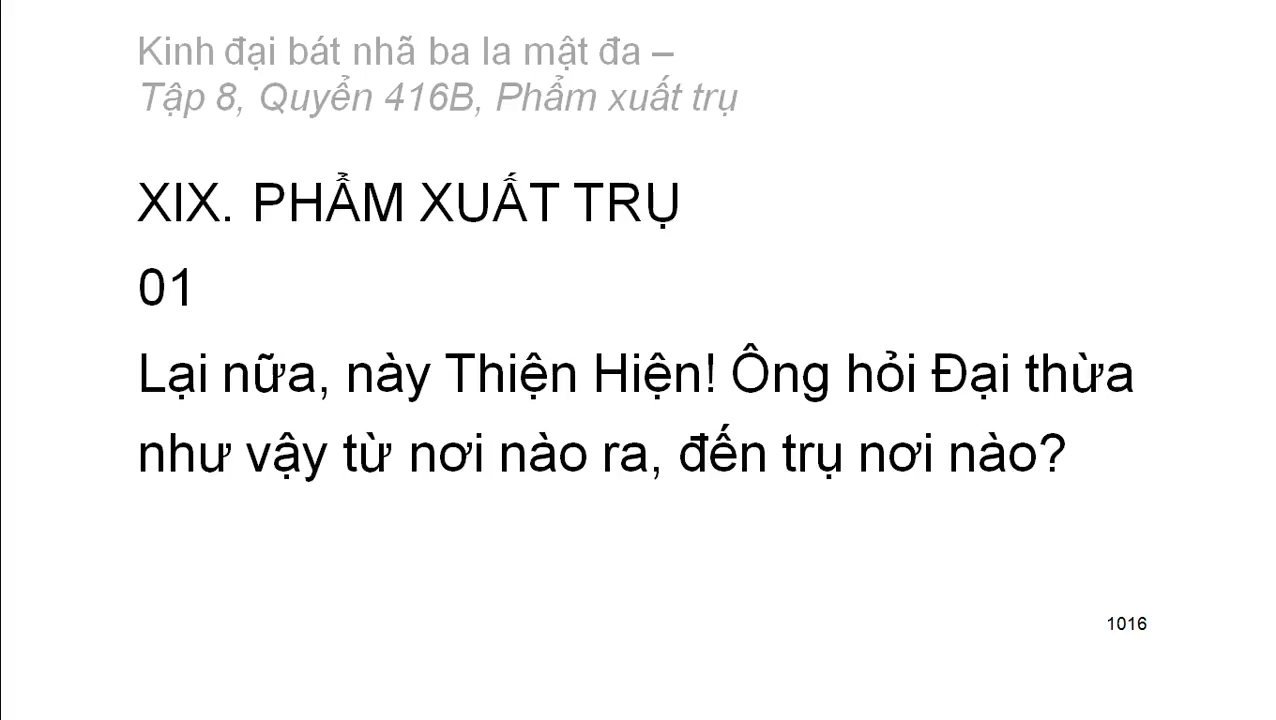 Kinh đại bát nhã ba la mật đa –
Tập 8, Quyển 416B, Phẩm xuất trụ
XIX. PHẨM XUẤT TRỤ
01
Lại nữa, này Thiện Hiện! Ông hỏi Đại thừa
như vậy từ nơi nào ra, đến trụ nơi nào?
1016